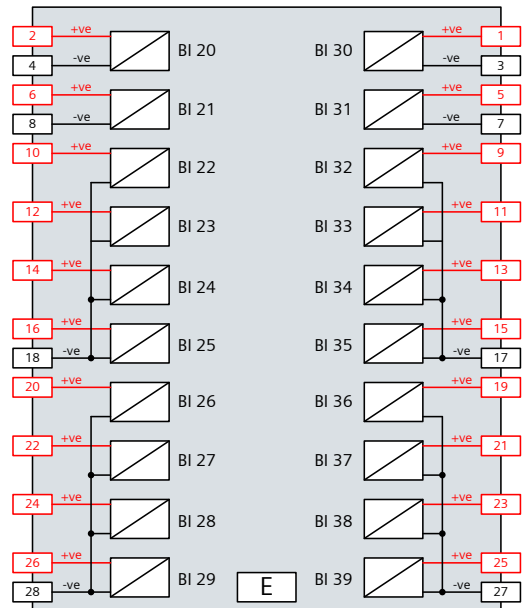 2 +ve BI 20 BI 30 +ve 1
4 -ve -ve 3
6 +ve BI 21 BI 31 +ve 5
8 -ve -ve 7
10 +ve BI 22 BI 32 +ve 9
12 +ve BI 23 BI 33 +ve 11
14 +ve BI 24 BI 34 +ve 13
16 +ve BI 25 BI 35 +ve 15
18 -ve -ve 17
20 +ve BI 26 BI 36 +ve 19
22 +ve BI 27 BI 37 +ve 21
24 +ve BI 28 BI 38 +ve 23
26 +ve BI 29 BI 39 +ve 25
28 -ve E -ve 27